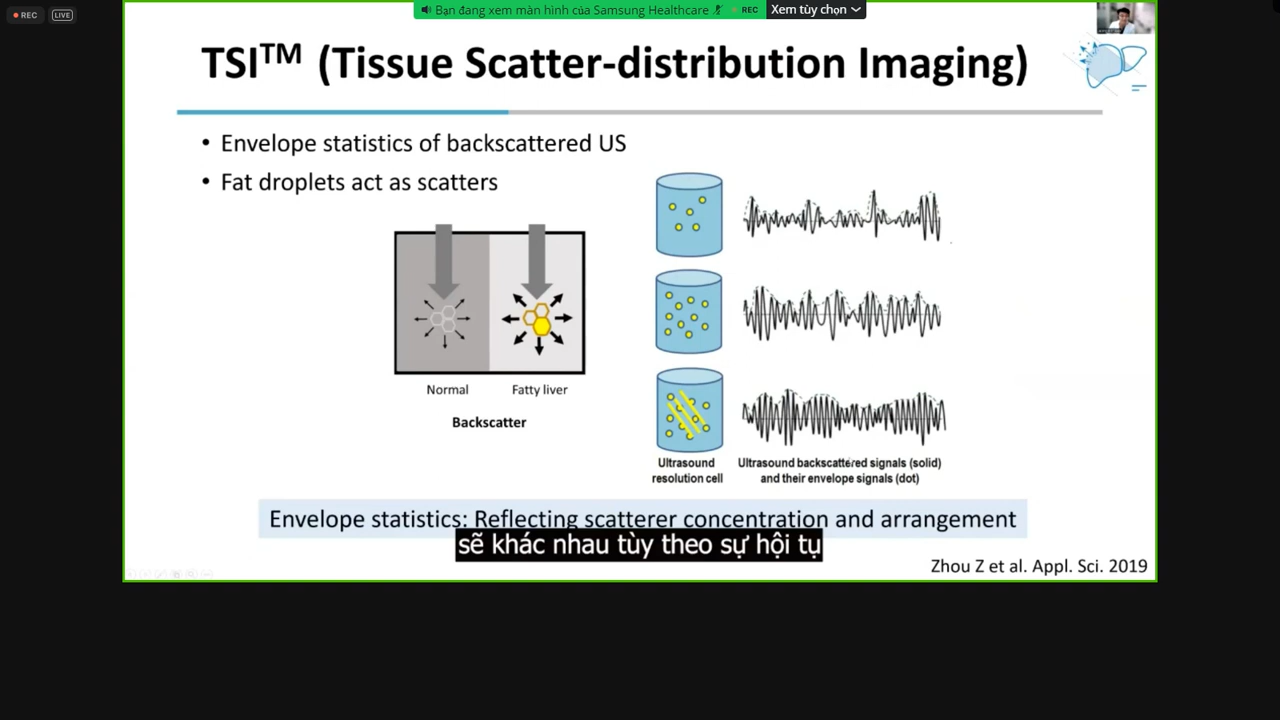 REC
LIVE
Bạn đang xem màn hình của Samsung Healthcare
REC
Xem tùy chọn
TSI™ (Tissue Scatter-distribution Imaging)
• Envelope statistics of backscattered US
• Fat droplets act as scatters
Normal
Fatty liver
Backscatter
Ultrasound
resolution cell
Ultrasound backscattered signals (solid)
and their envelope signals (dot)
Envelope statistics: Reflecting scatterer concentration and arrangement
sẽ khác nhau tùy theo sự hội tụ
Zhou Z et al. Appl. Sci. 2019